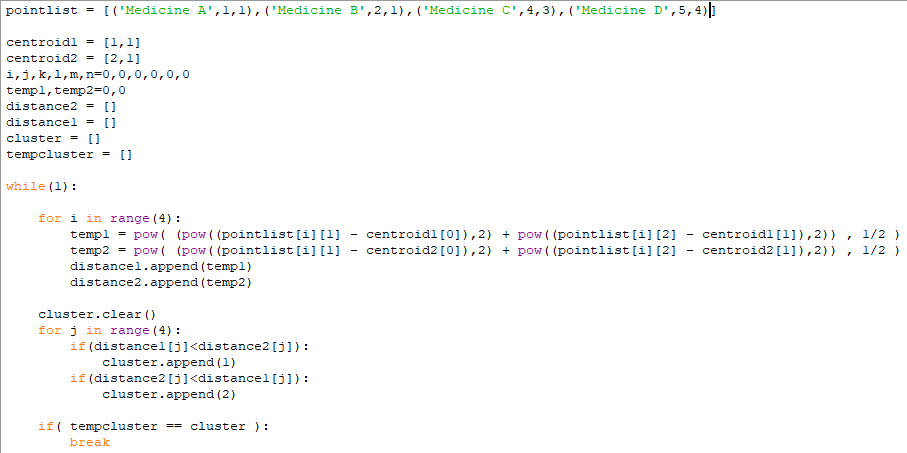 pointlist = [('Medicine A',1,1),('Medicine B',2,1),('Medicine C',4,3),('Medicine D',5,4)]
centroid1 = [1,1]
centroid2 = [2,1]
i,j,k,l,m,n=0,0,0,0,0,0
temp1,temp2=0,0
distance2 = []
distance1 = []
cluster = []
tempcluster = []
while(1):
    for i in range(4):
        temp1 = pow( (pow((pointlist[i][1] - centroid1[0]),2) + pow((pointlist[i][2] - centroid1[1]),2)) , 1/2 )
        temp2 = pow( (pow((pointlist[i][1] - centroid2[0]),2) + pow((pointlist[i][2] - centroid2[1]),2)) , 1/2 )
        distance1.append(temp1)
        distance2.append(temp2)
    cluster.clear()
    for j in range(4):
        if(distance1[j]<distance2[j]):
            cluster.append(1)
        if(distance2[j]<distance1[j]):
            cluster.append(2)
    if( tempcluster == cluster ):
        break